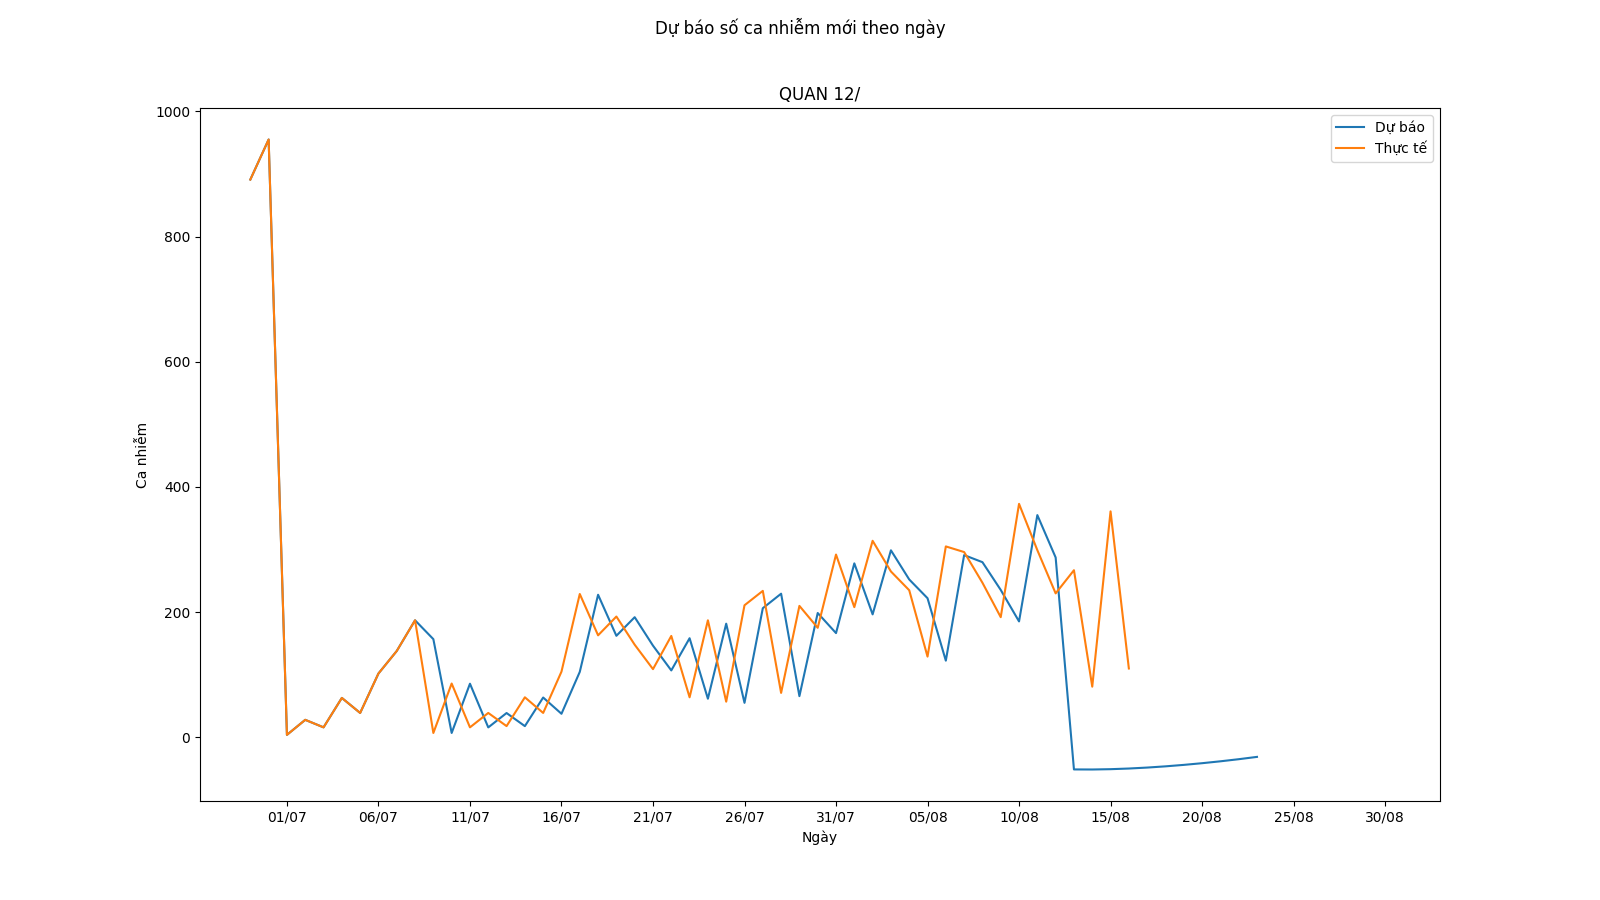 Dự báo số ca nhiễm mới theo ngày
QUAN 12/
Dự báo
Thực tế
1000
800
600
400
200
0
Ca nhiễm
01/07 06/07 11/07 16/07 21/07 26/07 31/07 05/08 10/08 15/08 20/08 25/08 30/08
Ngày